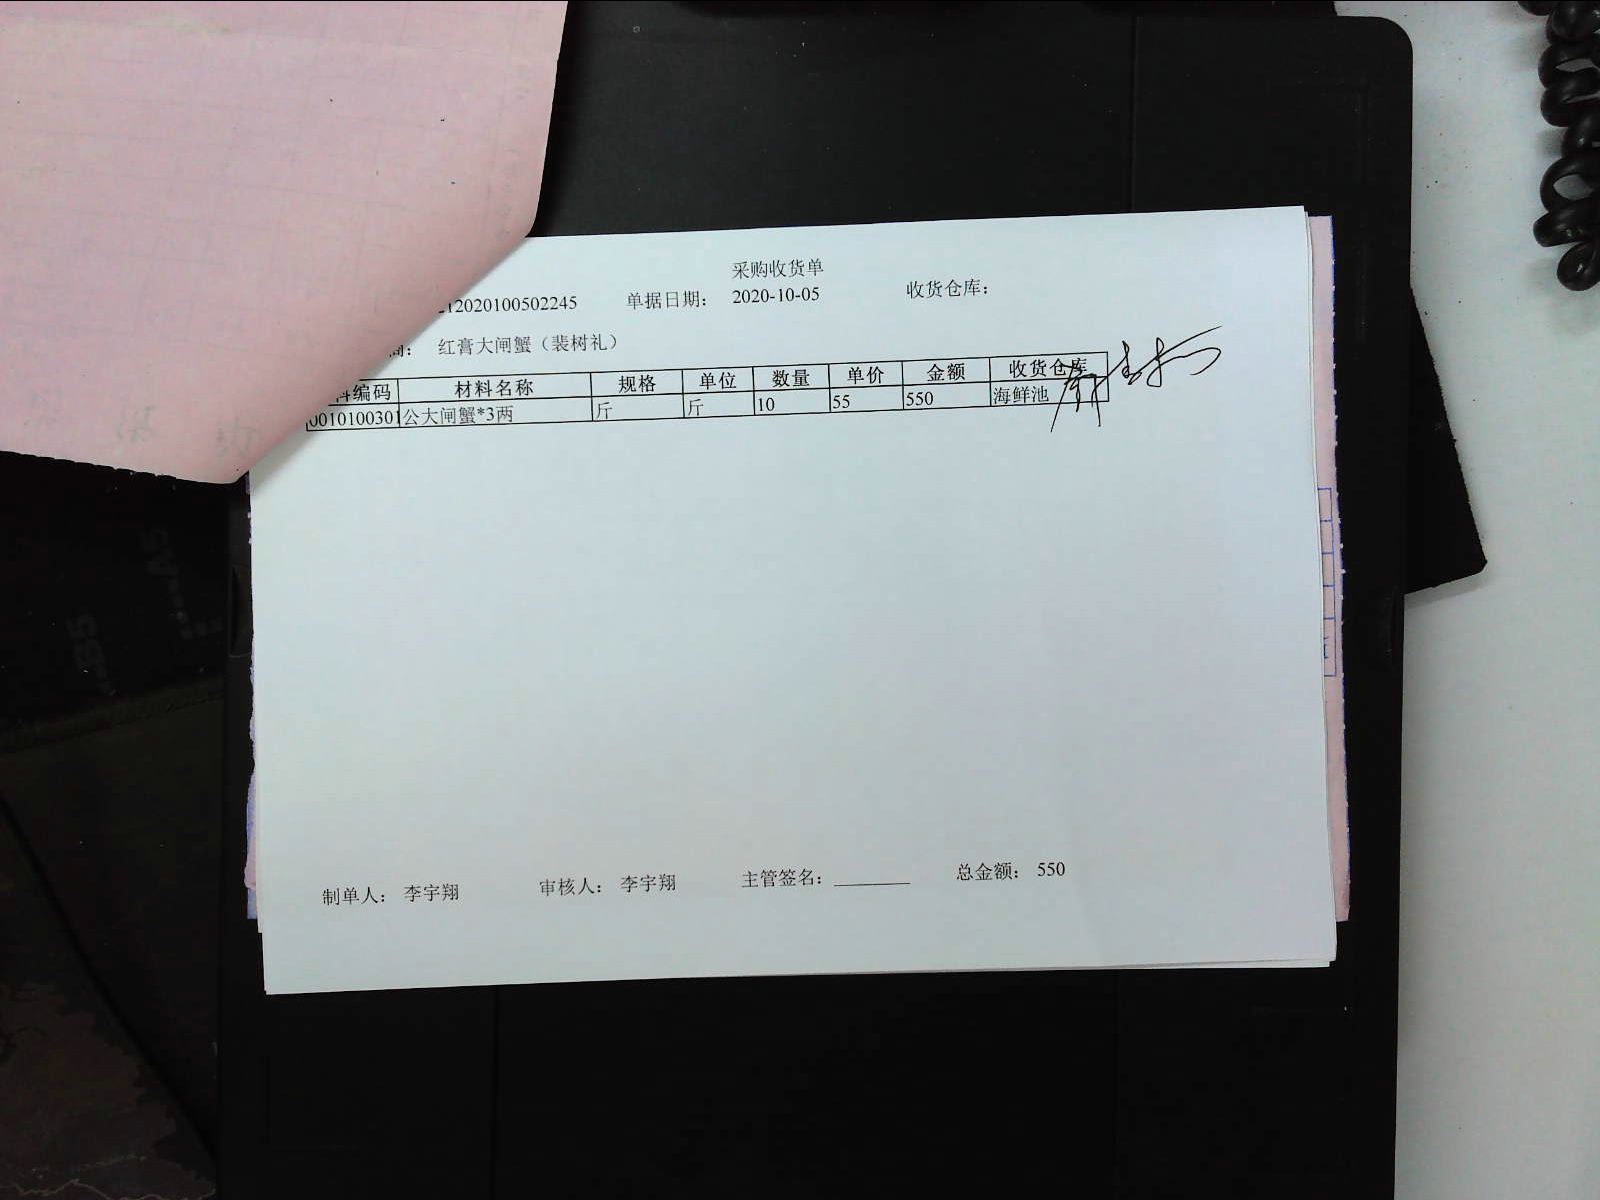 采购收货单
12020100502245 单据日期： 2020-10-05 收货仓库：
商： 红膏大闸蟹（裴树礼）
料编码 材料名称 规格 单位 数量 单价 金额 收货仓库
0010100301 公大闸蟹*3两 斤 斤 10 55 550 海鲜池
制单人： 李宇翔 审核人： 李宇翔 主管签名：________ 总金额： 550